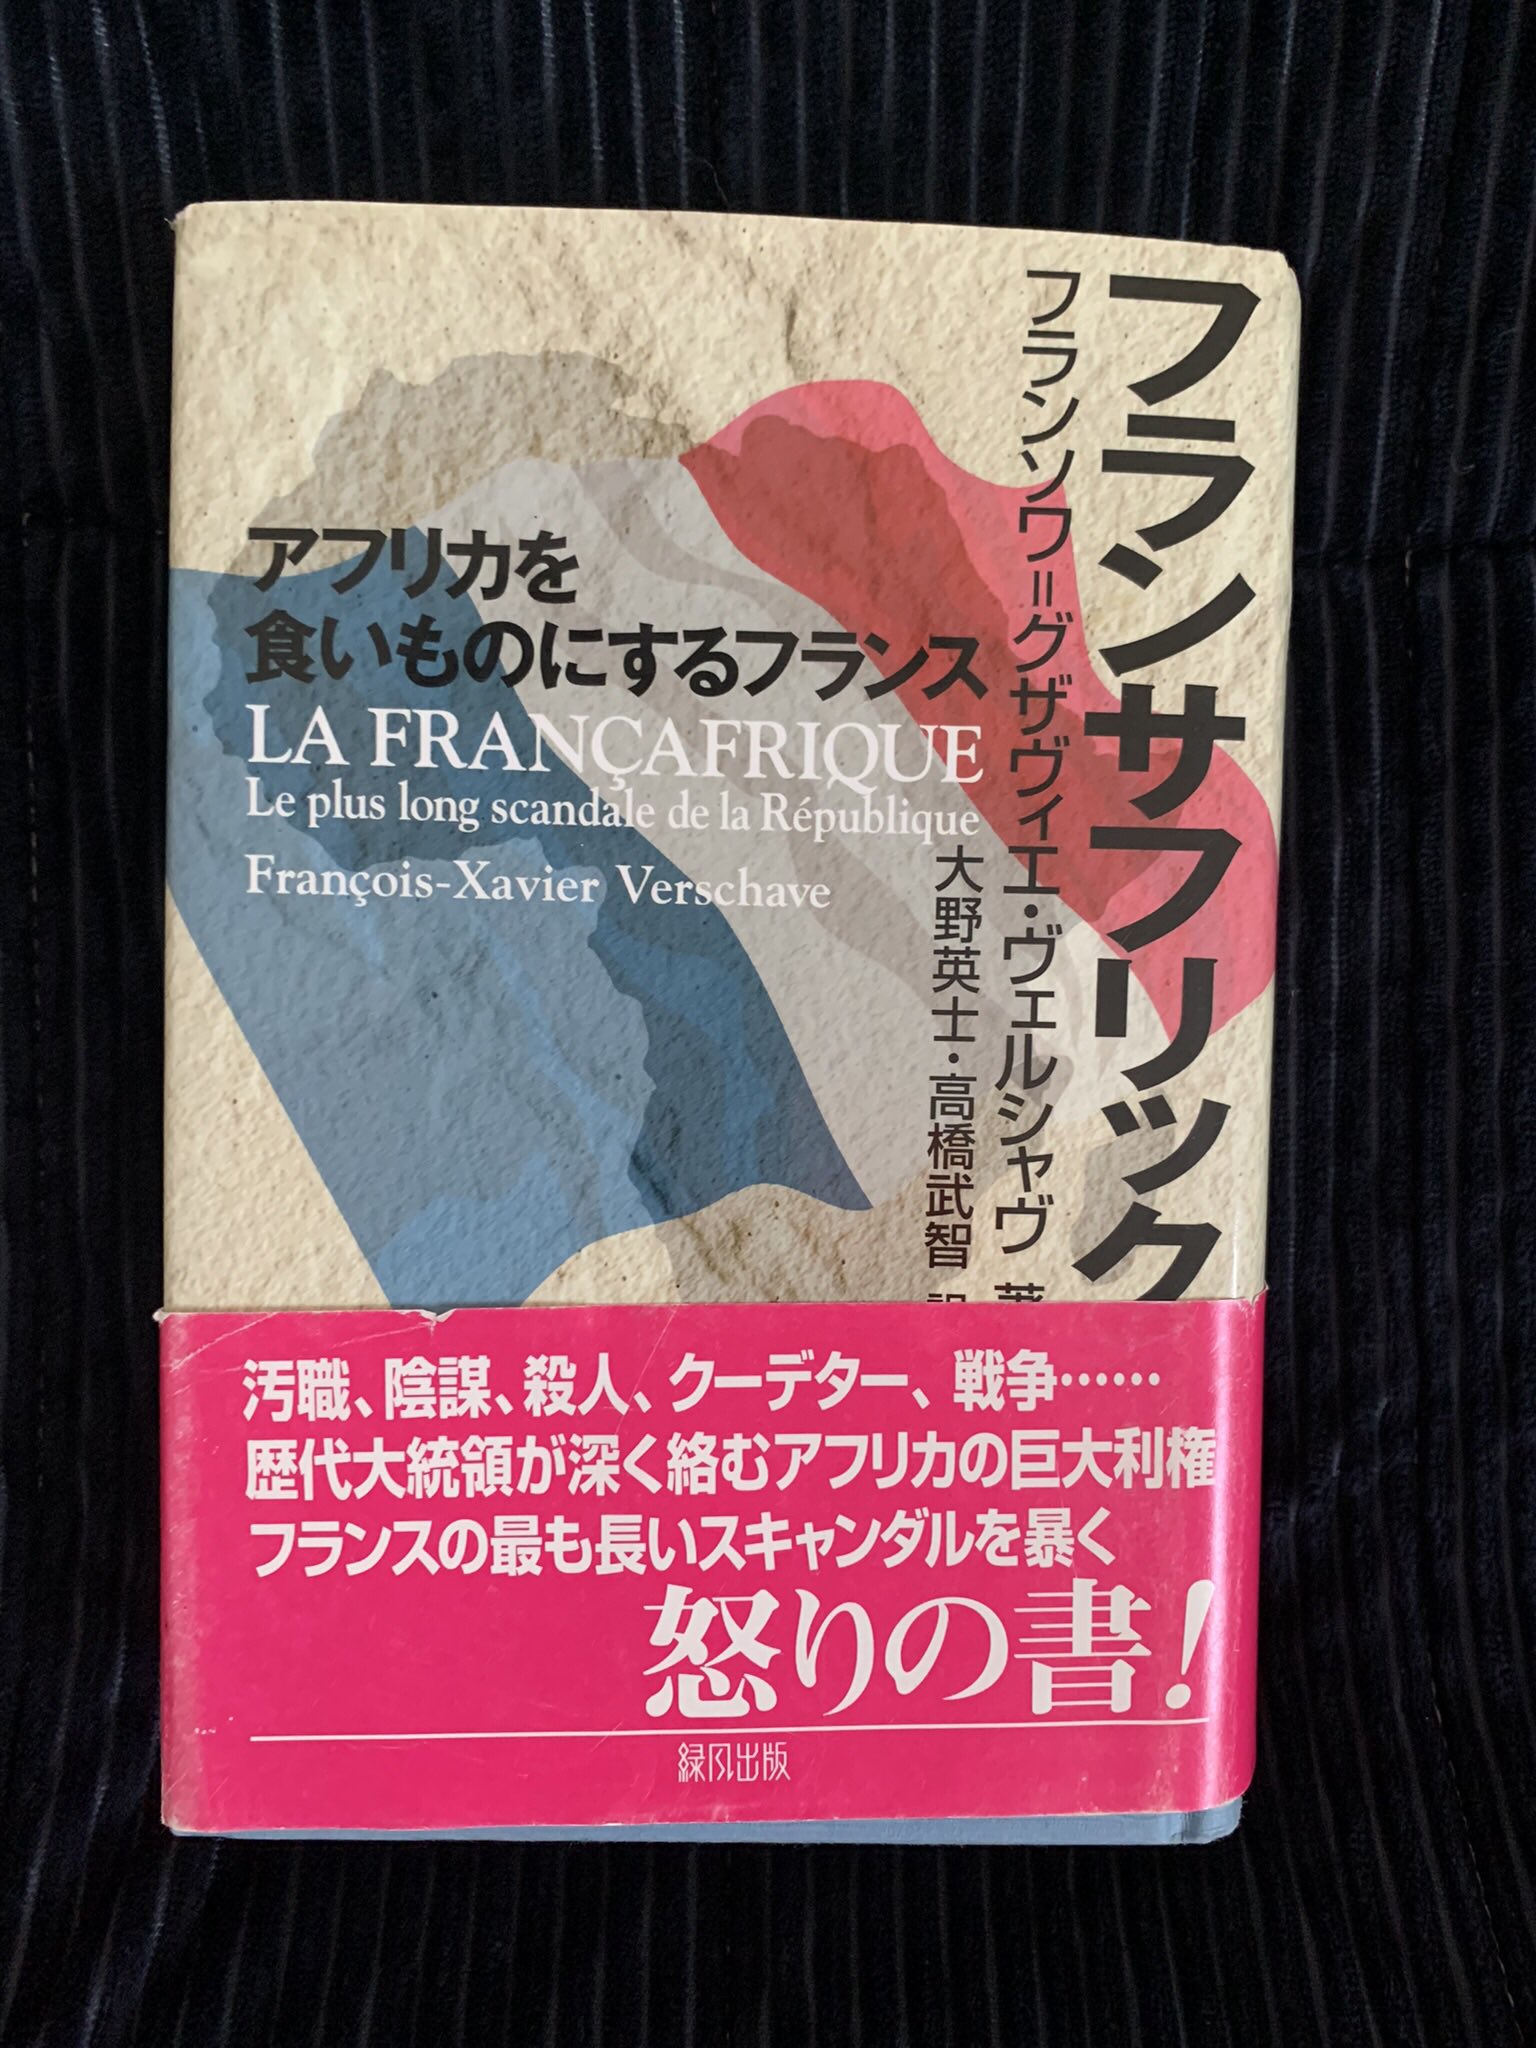 フランサフリック
フランソワ=グザヴィエ・ヴェルシャヴ 著
大野英士・高橋武智 訳
アフリカを
食いものにするフランス
LA FRANÇAFRIQUE
Le plus long scandale de la République
François-Xavier Verschave
汚職、陰謀、殺人、クーデター、戦争……
歴代大統領が深く絡むアフリカの巨大利権
フランスの最も長いスキャンダルを暴く
怒りの書!
緑風出版